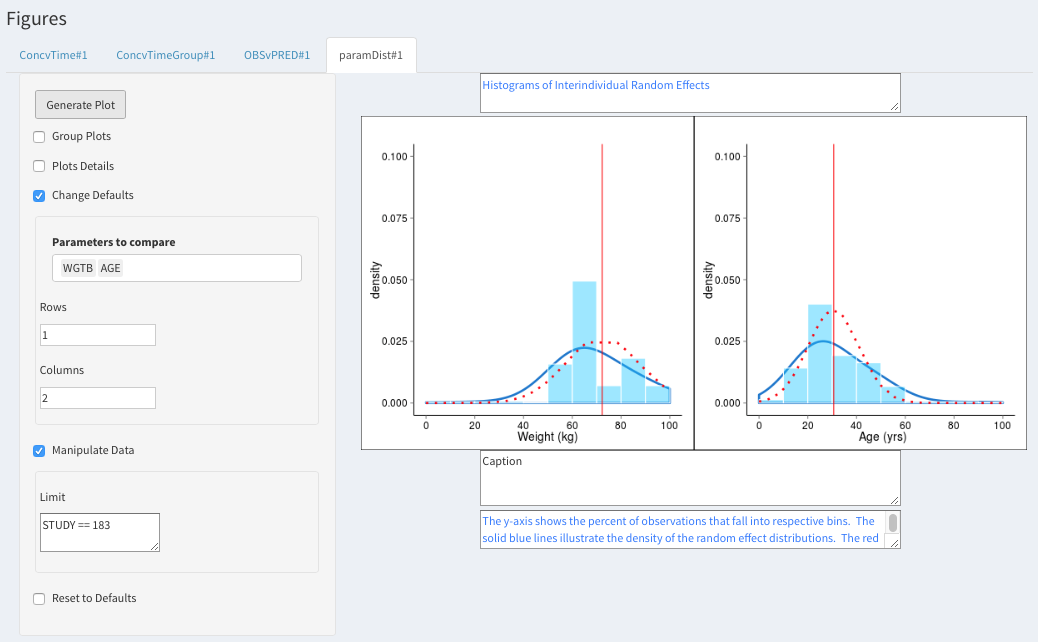 Figures
ConcvTime#1 ConcvTimeGroup#1 OBSvPRED#1 paramDist#1
Generate Plot
Group Plots
Plots Details
Change Defaults
Parameters to compare
WGTB AGE
Rows
1
Columns
2
Manipulate Data
Limit
STUDY == 183
Reset to Defaults
Histograms of Interindividual Random Effects
0.100
0.075
0.050
0.025
0.000
density
0 20 40 60 80 100
Weight (kg)
0.100
0.075
0.050
0.025
0.000
density
0 20 40 60 80 100
Age (yrs)
Caption
The y-axis shows the percent of observations that fall into respective bins. The
solid blue lines illustrate the density of the random effect distributions. The red